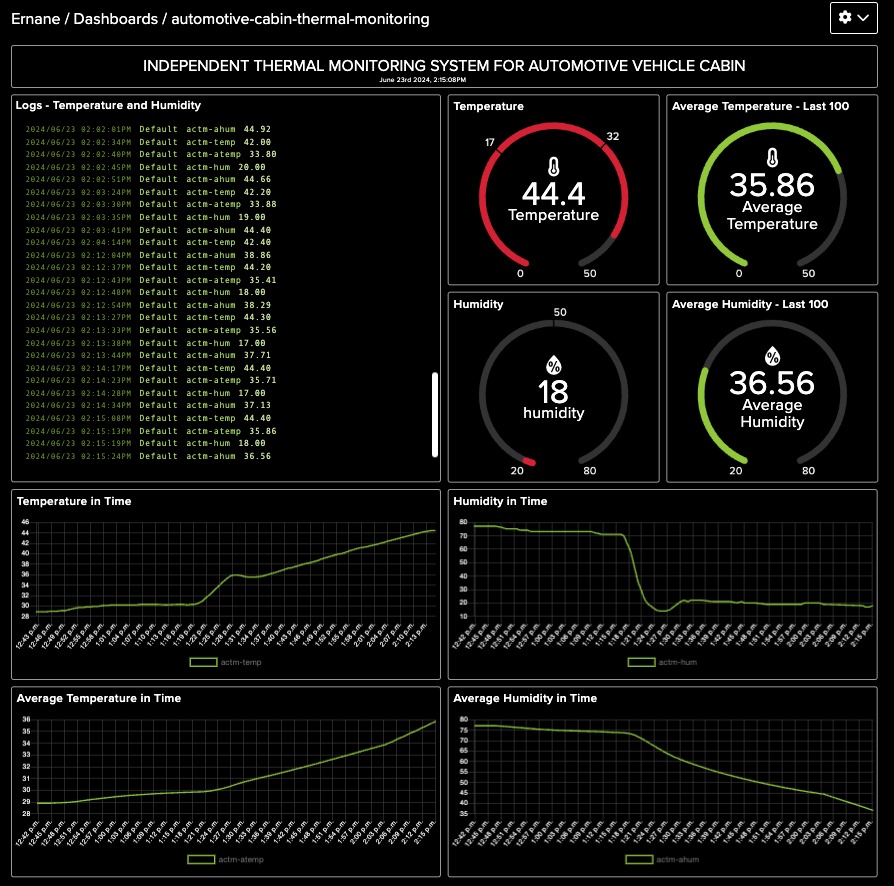 Ernane / Dashboards / automotive-cabin-thermal-monitoring
INDEPENDENT THERMAL MONITORING SYSTEM FOR AUTOMOTIVE VEHICLE CABIN
June 23rd 2024, 2:15:08PM
Logs - Temperature and Humidity
2024/06/23 02:02:01PM Default actm-ahum 44.92
2024/06/23 02:02:34PM Default actm-temp 42.00
2024/06/23 02:02:40PM Default actm-atemp 33.80
2024/06/23 02:02:45PM Default actm-hum 20.00
2024/06/23 02:02:51PM Default actm-ahum 44.66
2024/06/23 02:03:24PM Default actm-temp 42.20
2024/06/23 02:03:30PM Default actm-atemp 33.88
2024/06/23 02:03:35PM Default actm-hum 19.00
2024/06/23 02:03:41PM Default actm-ahum 44.40
2024/06/23 02:04:14PM Default actm-temp 42.40
2024/06/23 02:12:04PM Default actm-ahum 38.86
2024/06/23 02:12:37PM Default actm-temp 44.20
2024/06/23 02:12:43PM Default actm-atemp 35.41
2024/06/23 02:12:48PM Default actm-hum 18.00
2024/06/23 02:12:54PM Default actm-ahum 38.29
2024/06/23 02:13:27PM Default actm-temp 44.30
2024/06/23 02:13:33PM Default actm-atemp 35.56
2024/06/23 02:13:38PM Default actm-hum 17.00
2024/06/23 02:13:44PM Default actm-ahum 37.71
2024/06/23 02:14:17PM Default actm-temp 44.40
2024/06/23 02:14:23PM Default actm-atemp 35.71
2024/06/23 02:14:28PM Default actm-hum 17.00
2024/06/23 02:14:34PM Default actm-ahum 37.13
2024/06/23 02:15:08PM Default actm-temp 44.40
2024/06/23 02:15:13PM Default actm-atemp 35.86
2024/06/23 02:15:19PM Default actm-hum 18.00
2024/06/23 02:15:24PM Default actm-ahum 36.56
Temperature
17
32
44.4
Temperature
0
50
Average Temperature - Last 100
35.86
Average
Temperature
0
50
Humidity
50
%
18
humidity
20
80
Average Humidity - Last 100
%
36.56
Average
Humidity
20
80
Temperature in Time
46
44
42
40
38
36
34
32
30
28
12:43 p.m. 12:46 p.m. 12:49 p.m. 12:52 p.m. 12:55 p.m. 12:58 p.m. 1:01 p.m. 1:04 p.m. 1:07 p.m. 1:10 p.m. 1:13 p.m. 1:16 p.m. 1:19 p.m. 1:22 p.m. 1:25 p.m. 1:28 p.m. 1:31 p.m. 1:34 p.m. 1:37 p.m. 1:40 p.m. 1:43 p.m. 1:46 p.m. 1:49 p.m. 1:52 p.m. 1:55 p.m. 1:58 p.m. 2:01 p.m. 2:04 p.m. 2:07 p.m. 2:10 p.m. 2:13 p.m.
actm-temp
Humidity in Time
80
70
60
50
40
30
20
10
12:42 p.m. 12:45 p.m. 12:48 p.m. 12:51 p.m. 12:54 p.m. 12:57 p.m. 1:00 p.m. 1:03 p.m. 1:06 p.m. 1:09 p.m. 1:12 p.m. 1:15 p.m. 1:18 p.m. 1:21 p.m. 1:24 p.m. 1:27 p.m. 1:30 p.m. 1:33 p.m. 1:36 p.m. 1:39 p.m. 1:42 p.m. 1:45 p.m. 1:48 p.m. 1:51 p.m. 1:54 p.m. 1:57 p.m. 2:00 p.m. 2:03 p.m. 2:06 p.m. 2:09 p.m. 2:12 p.m. 2:15 p.m.
actm-hum
Average Temperature in Time
36
35
34
33
32
31
30
29
28
12:42 p.m. 12:45 p.m. 12:48 p.m. 12:51 p.m. 12:54 p.m. 12:57 p.m. 1:00 p.m. 1:03 p.m. 1:06 p.m. 1:09 p.m. 1:12 p.m. 1:15 p.m. 1:18 p.m. 1:21 p.m. 1:24 p.m. 1:27 p.m. 1:30 p.m. 1:33 p.m. 1:36 p.m. 1:39 p.m. 1:42 p.m. 1:45 p.m. 1:48 p.m. 1:51 p.m. 1:54 p.m. 1:57 p.m. 2:00 p.m. 2:03 p.m. 2:06 p.m. 2:09 p.m. 2:12 p.m. 2:15 p.m.
actm-atemp
Average Humidity in Time
80
75
70
65
60
55
50
45
40
35
12:42 p.m. 12:45 p.m. 12:48 p.m. 12:51 p.m. 12:54 p.m. 12:57 p.m. 1:00 p.m. 1:03 p.m. 1:06 p.m. 1:09 p.m. 1:12 p.m. 1:15 p.m. 1:18 p.m. 1:21 p.m. 1:24 p.m. 1:27 p.m. 1:30 p.m. 1:33 p.m. 1:36 p.m. 1:39 p.m. 1:42 p.m. 1:45 p.m. 1:48 p.m. 1:51 p.m. 1:54 p.m. 1:57 p.m. 2:00 p.m. 2:03 p.m. 2:06 p.m. 2:09 p.m. 2:12 p.m. 2:15 p.m.
actm-ahum